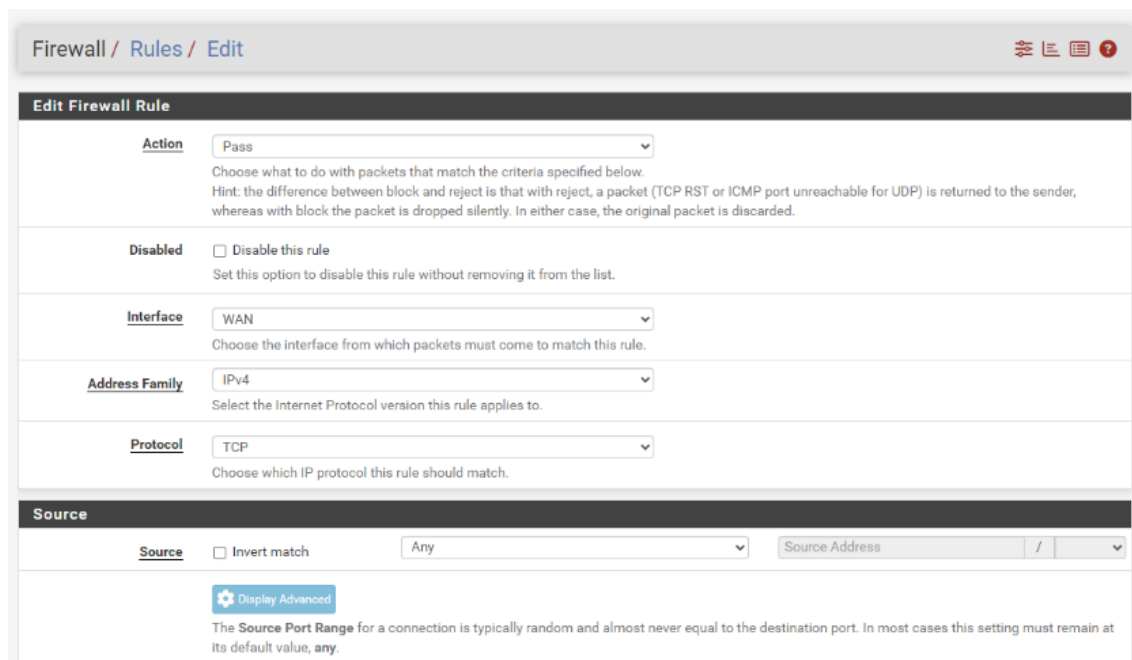 Firewall / Rules / Edit
Edit Firewall Rule
Action
Pass
Choose what to do with packets that match the criteria specified below.
Hint: the difference between block and reject is that with reject, a packet (TCP RST or ICMP port unreachable for UDP) is returned to the sender,
whereas with block the packet is dropped silently. In either case, the original packet is discarded.
Disabled
Disable this rule
Set this option to disable this rule without removing it from the list.
Interface
WAN
Choose the interface from which packets must come to match this rule.
Address Family
IPv4
Select the Internet Protocol version this rule applies to.
Protocol
TCP
Choose which IP protocol this rule should match.
Source
Source
Invert match
Any
Source Address
/
Display Advanced
The Source Port Range for a connection is typically random and almost never equal to the destination port. In most cases this setting must remain at
its default value, any.